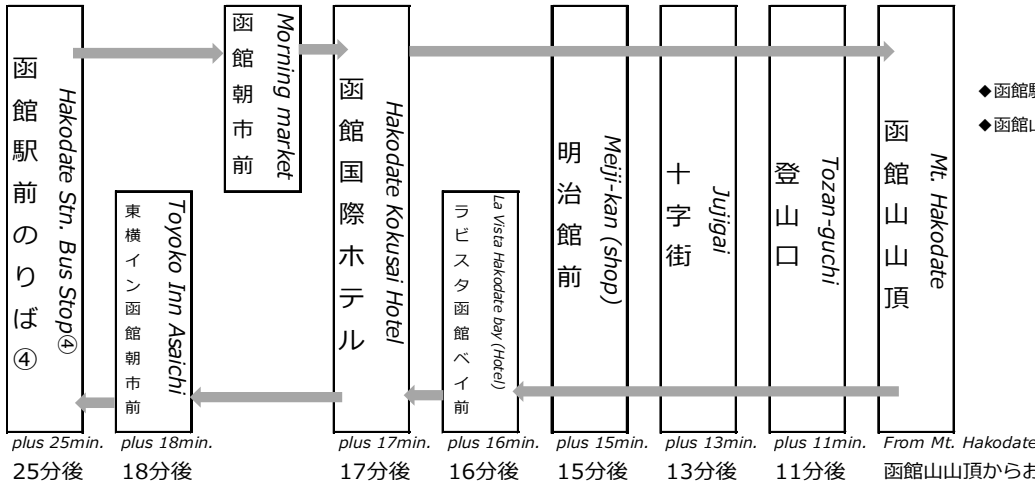 函館駅前のりば④
Hakodate Stn. Bus Stop④
東横イン函館朝市前
Toyoko Inn Asaichi
函館朝市前
Morning market
函館国際ホテル
Hakodate Kokusai Hotel
ラビスタ函館ベイ前
La Vista Hakodate bay (Hotel)
明治館前
Meiji-kan (shop)
十字街
Jujigai
登山口
Tozan-guchi
函館山山頂
Mt. Hakodate
◆函館駅
◆函館山
plus 25min.
plus 18min.
plus 17min.
plus 16min.
plus 15min.
plus 13min.
plus 11min.
From Mt. Hakodate
25分後
18分後
17分後
16分後
15分後
13分後
11分後
函館山山頂からお